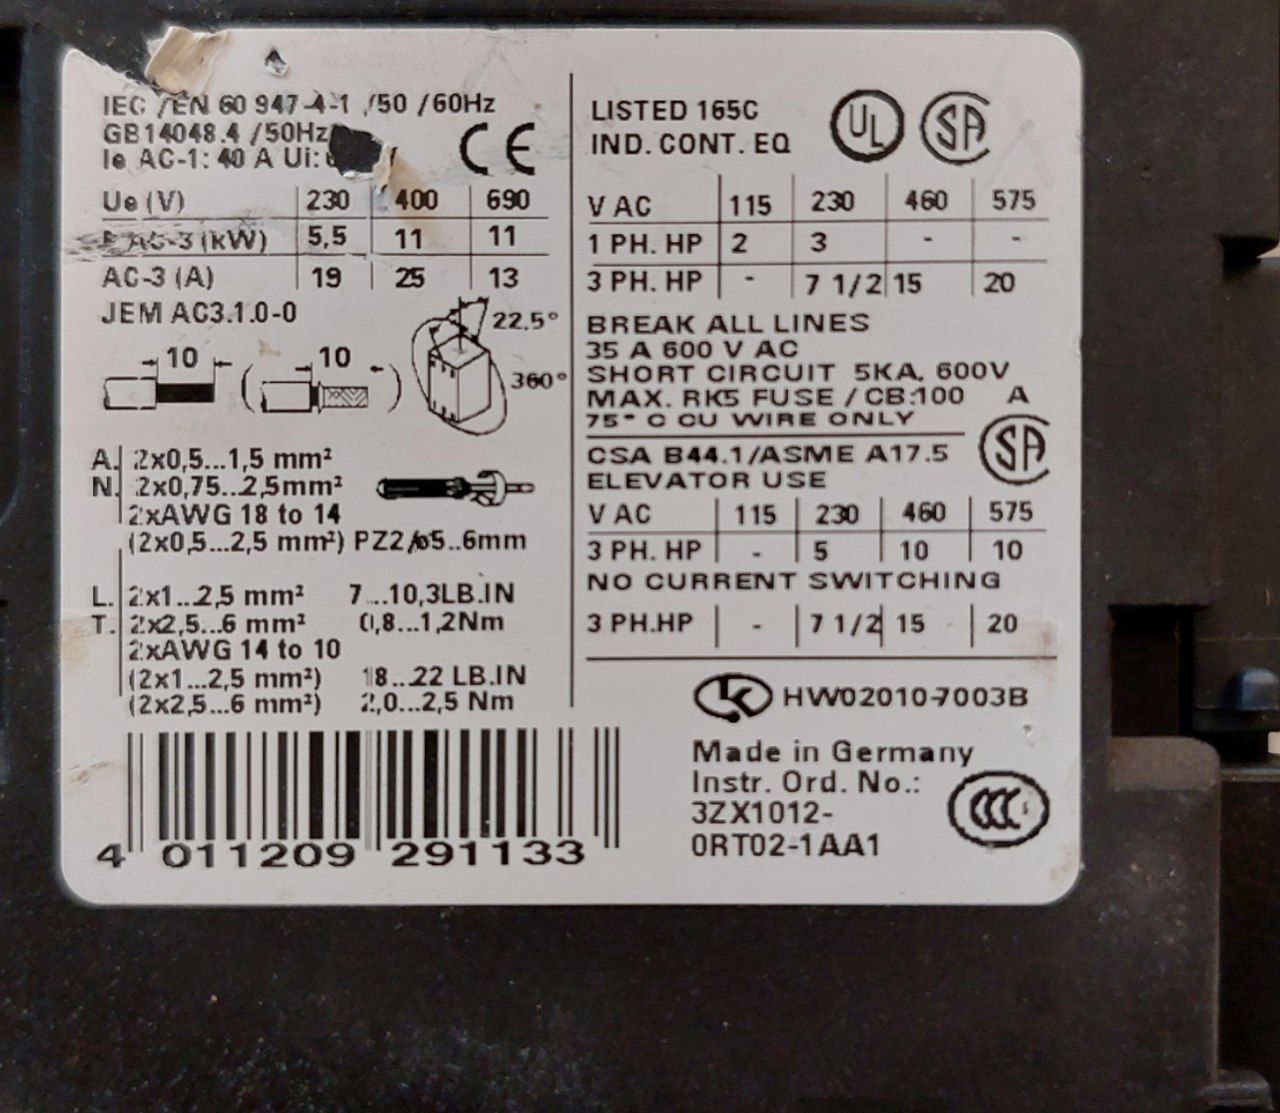 IEC /EN 60 947-4-1 /50 /60Hz
GB14048.4 /50Hz
Ie AC-1: 40 A Ui:
CE
Ue (V) 230 400 690
AC-3 (kW) 5,5 11 11
AC-3 (A) 19 25 13
JEM AC3.1.0-0
10 ( 10 ) 22,5° 360°
A. 2x0,5...1,5 mm²
N. 2x0,75...2,5mm²
2xAWG 18 to 14
(2x0,5...2,5 mm²) PZ2/ø5..6mm
L. 2x1...2,5 mm² 7...10,3LB.IN
T. 2x2,5...6 mm² 0,8...1,2Nm
2xAWG 14 to 10
(2x1...2,5 mm²) 18...22 LB.IN
(2x2,5...6 mm²) 2,0...2,5 Nm
4 011209 291133
LISTED 165C UL SA
IND. CONT. EQ
V AC 115 230 460 575
1 PH. HP 2 3 - -
3 PH. HP - 7 1/2 15 20
BREAK ALL LINES
35 A 600 V AC
SHORT CIRCUIT 5KA, 600V
MAX. RK5 FUSE / CB:100 A
75° C CU WIRE ONLY
CSA B44.1/ASME A17.5 SA
ELEVATOR USE
V AC 115 230 460 575
3 PH. HP - 5 10 10
NO CURRENT SWITCHING
3 PH.HP - 7 1/2 15 20
HW02010-7003B
Made in Germany
Instr. Ord. No.:
3ZX1012-
0RT02-1AA1
CCC